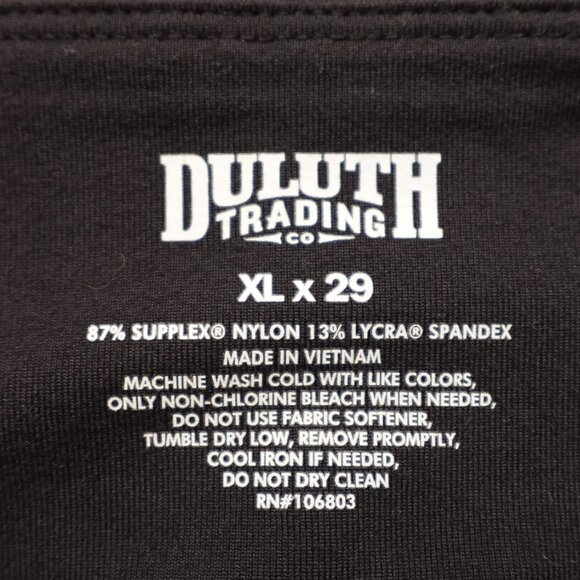 DULUTH
TRADING
CO
XL x 29
87% SUPPLEX® NYLON 13% LYCRA® SPANDEX
MADE IN VIETNAM
MACHINE WASH COLD WITH LIKE COLORS,
ONLY NON-CHLORINE BLEACH WHEN NEEDED,
DO NOT USE FABRIC SOFTENER,
TUMBLE DRY LOW, REMOVE PROMPTLY,
COOL IRON IF NEEDED,
DO NOT DRY CLEAN
RN#106803